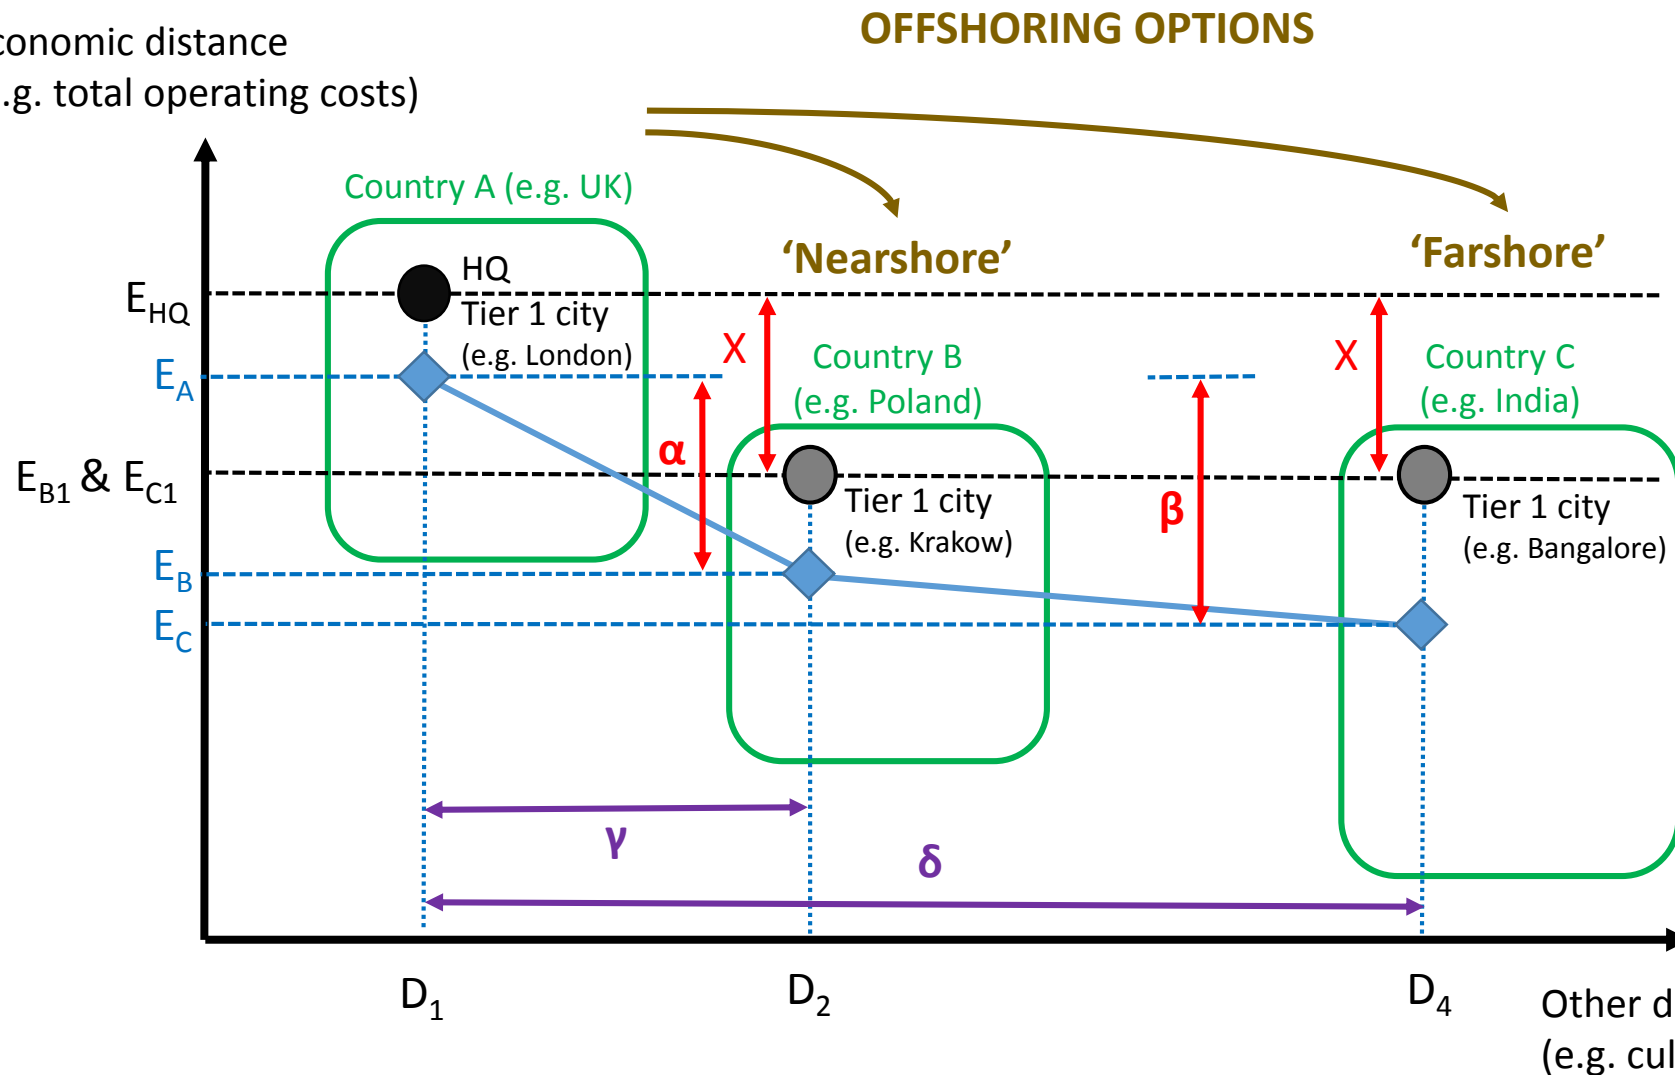 OFFSHORING OPTIONS
conomic distance
.g. total operating costs)
Country A (e.g. UK)
'Nearshore'
'Farshore'
HQ
E_HQ
Tier 1 city
(e.g. London)
X
X
Country B
(e.g. Poland)
Country C
(e.g. India)
E_A
α
β
E_B1 & E_C1
Tier 1 city
(e.g. Krakow)
Tier 1 city
(e.g. Bangalore)
E_B
E_C
γ
δ
D_1
D_2
D_4
Other d
(e.g. cul